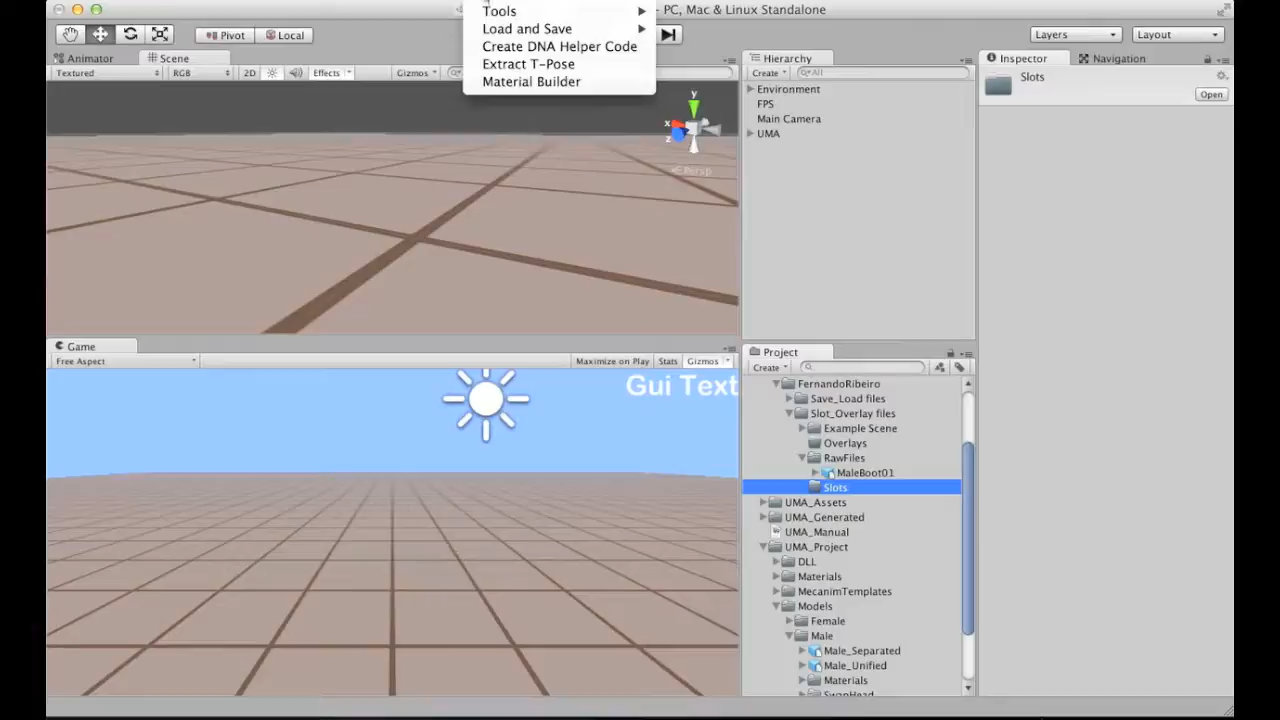 Tools
Load and Save
Create DNA Helper Code
Extract T-Pose
Material Builder
- PC, Mac & Linux Standalone
Pivot
Local
Layers
Layout
Animator
Scene
Textured
RGB
2D
Effects
Gizmos
y
x
z
Persp
Hierarchy
Create
All
Environment
FPS
Main Camera
UMA
Inspector
Navigation
Slots
Open
Game
Free Aspect
Maximize on Play
Stats
Gizmos
Gui Text
Project
Create
FernandoRibeiro
Save_Load files
Slot_Overlay files
Example Scene
Overlays
RawFiles
MaleBoot01
Slots
UMA_Assets
UMA_Generated
UMA_Manual
UMA_Project
DLL
Materials
MecanimTemplates
Models
Female
Male
Male_Separated
Male_Unified
Materials
SwapHead